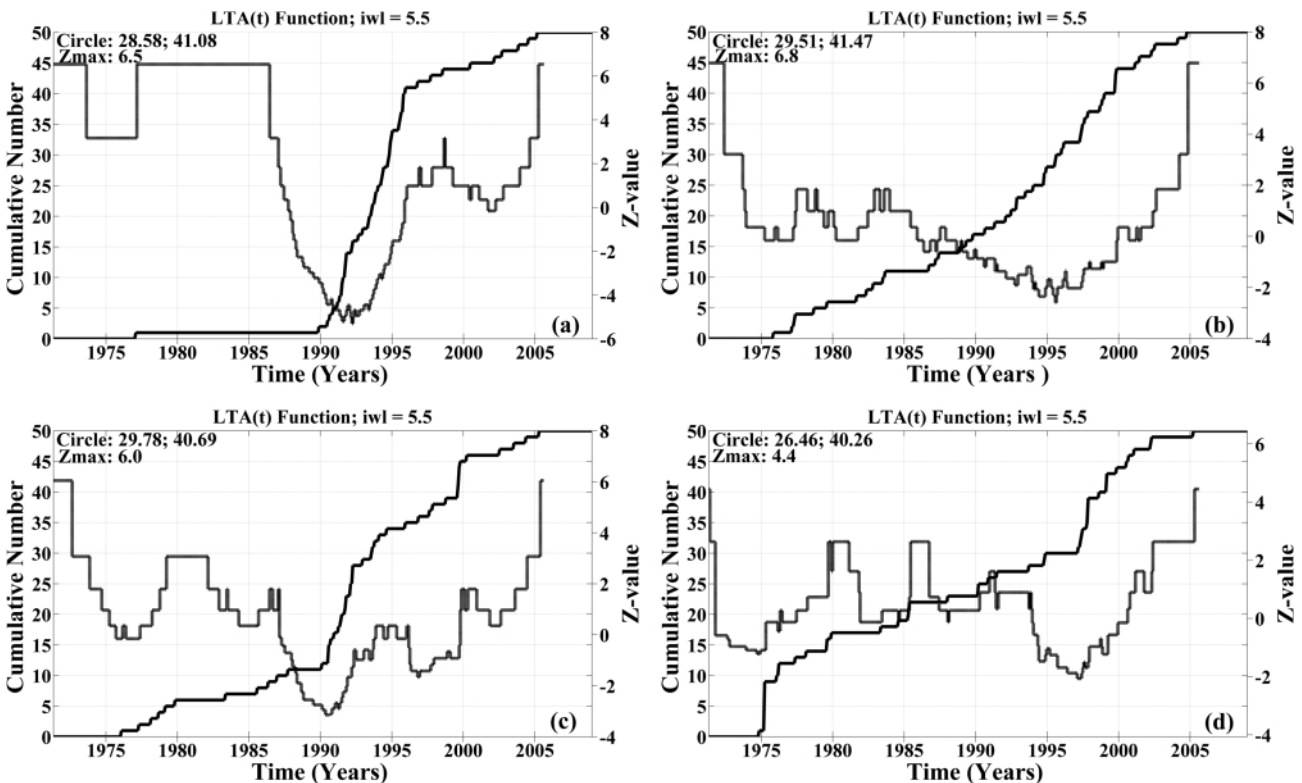 LTA(t) Function; iwl = 5.5
Circle: 28.58; 41.08
Zmax: 6.5
Cumulative Number
50
45
40
35
30
25
20
15
10
5
0
8
6
4
2
0
-2
-4
-6
Z-value
(a)
1975 1980 1985 1990 1995 2000 2005
Time (Years)
LTA(t) Function; iwl = 5.5
Circle: 29.51; 41.47
Zmax: 6.8
Cumulative Number
50
45
40
35
30
25
20
15
10
5
0
8
6
4
2
0
-2
-4
Z-value
(b)
1975 1980 1985 1990 1995 2000 2005
Time (Years )
LTA(t) Function; iwl = 5.5
Circle: 29.78; 40.69
Zmax: 6.0
Cumulative Number
50
45
40
35
30
25
20
15
10
5
0
8
6
4
2
0
-2
-4
Z-value
(c)
1975 1980 1985 1990 1995 2000 2005
Time (Years)
LTA(t) Function; iwl = 5.5
Circle: 26.46; 40.26
Zmax: 4.4
Cumulative Number
50
45
40
35
30
25
20
15
10
5
0
6
4
2
0
-2
-4
Z-value
(d)
1975 1980 1985 1990 1995 2000 2005
Time (Years)